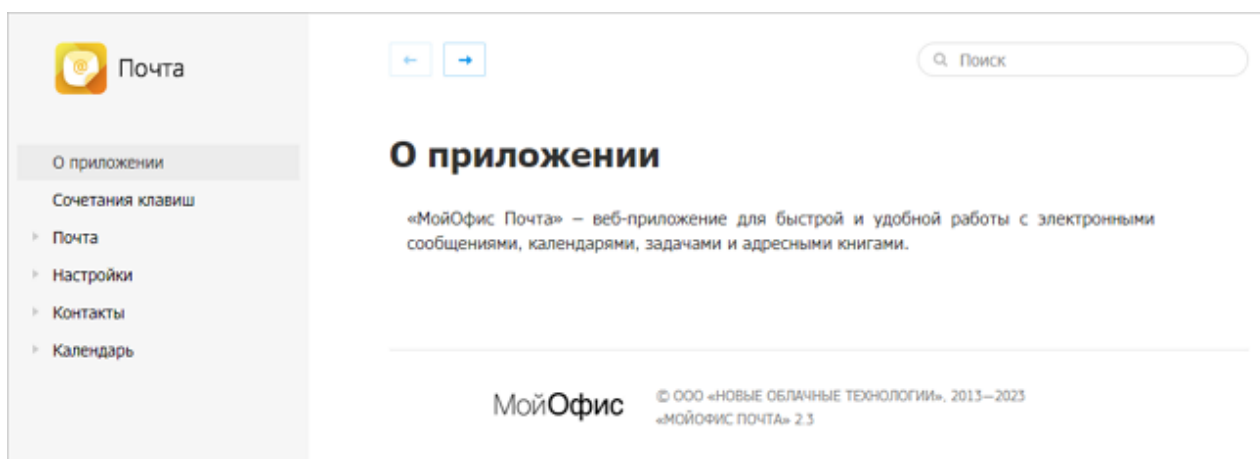 Почта
О приложении
Сочетания клавиш
Почта
Настройки
Контакты
Календарь
Поиск
О приложении
«МойОфис Почта» – веб-приложение для быстрой и удобной работы с электронными
сообщениями, календарями, задачами и адресными книгами.
МойОфис
© ООО «НОВЫЕ ОБЛАЧНЫЕ ТЕХНОЛОГИИ», 2013—2023
«МОЙОФИС ПОЧТА» 2.3